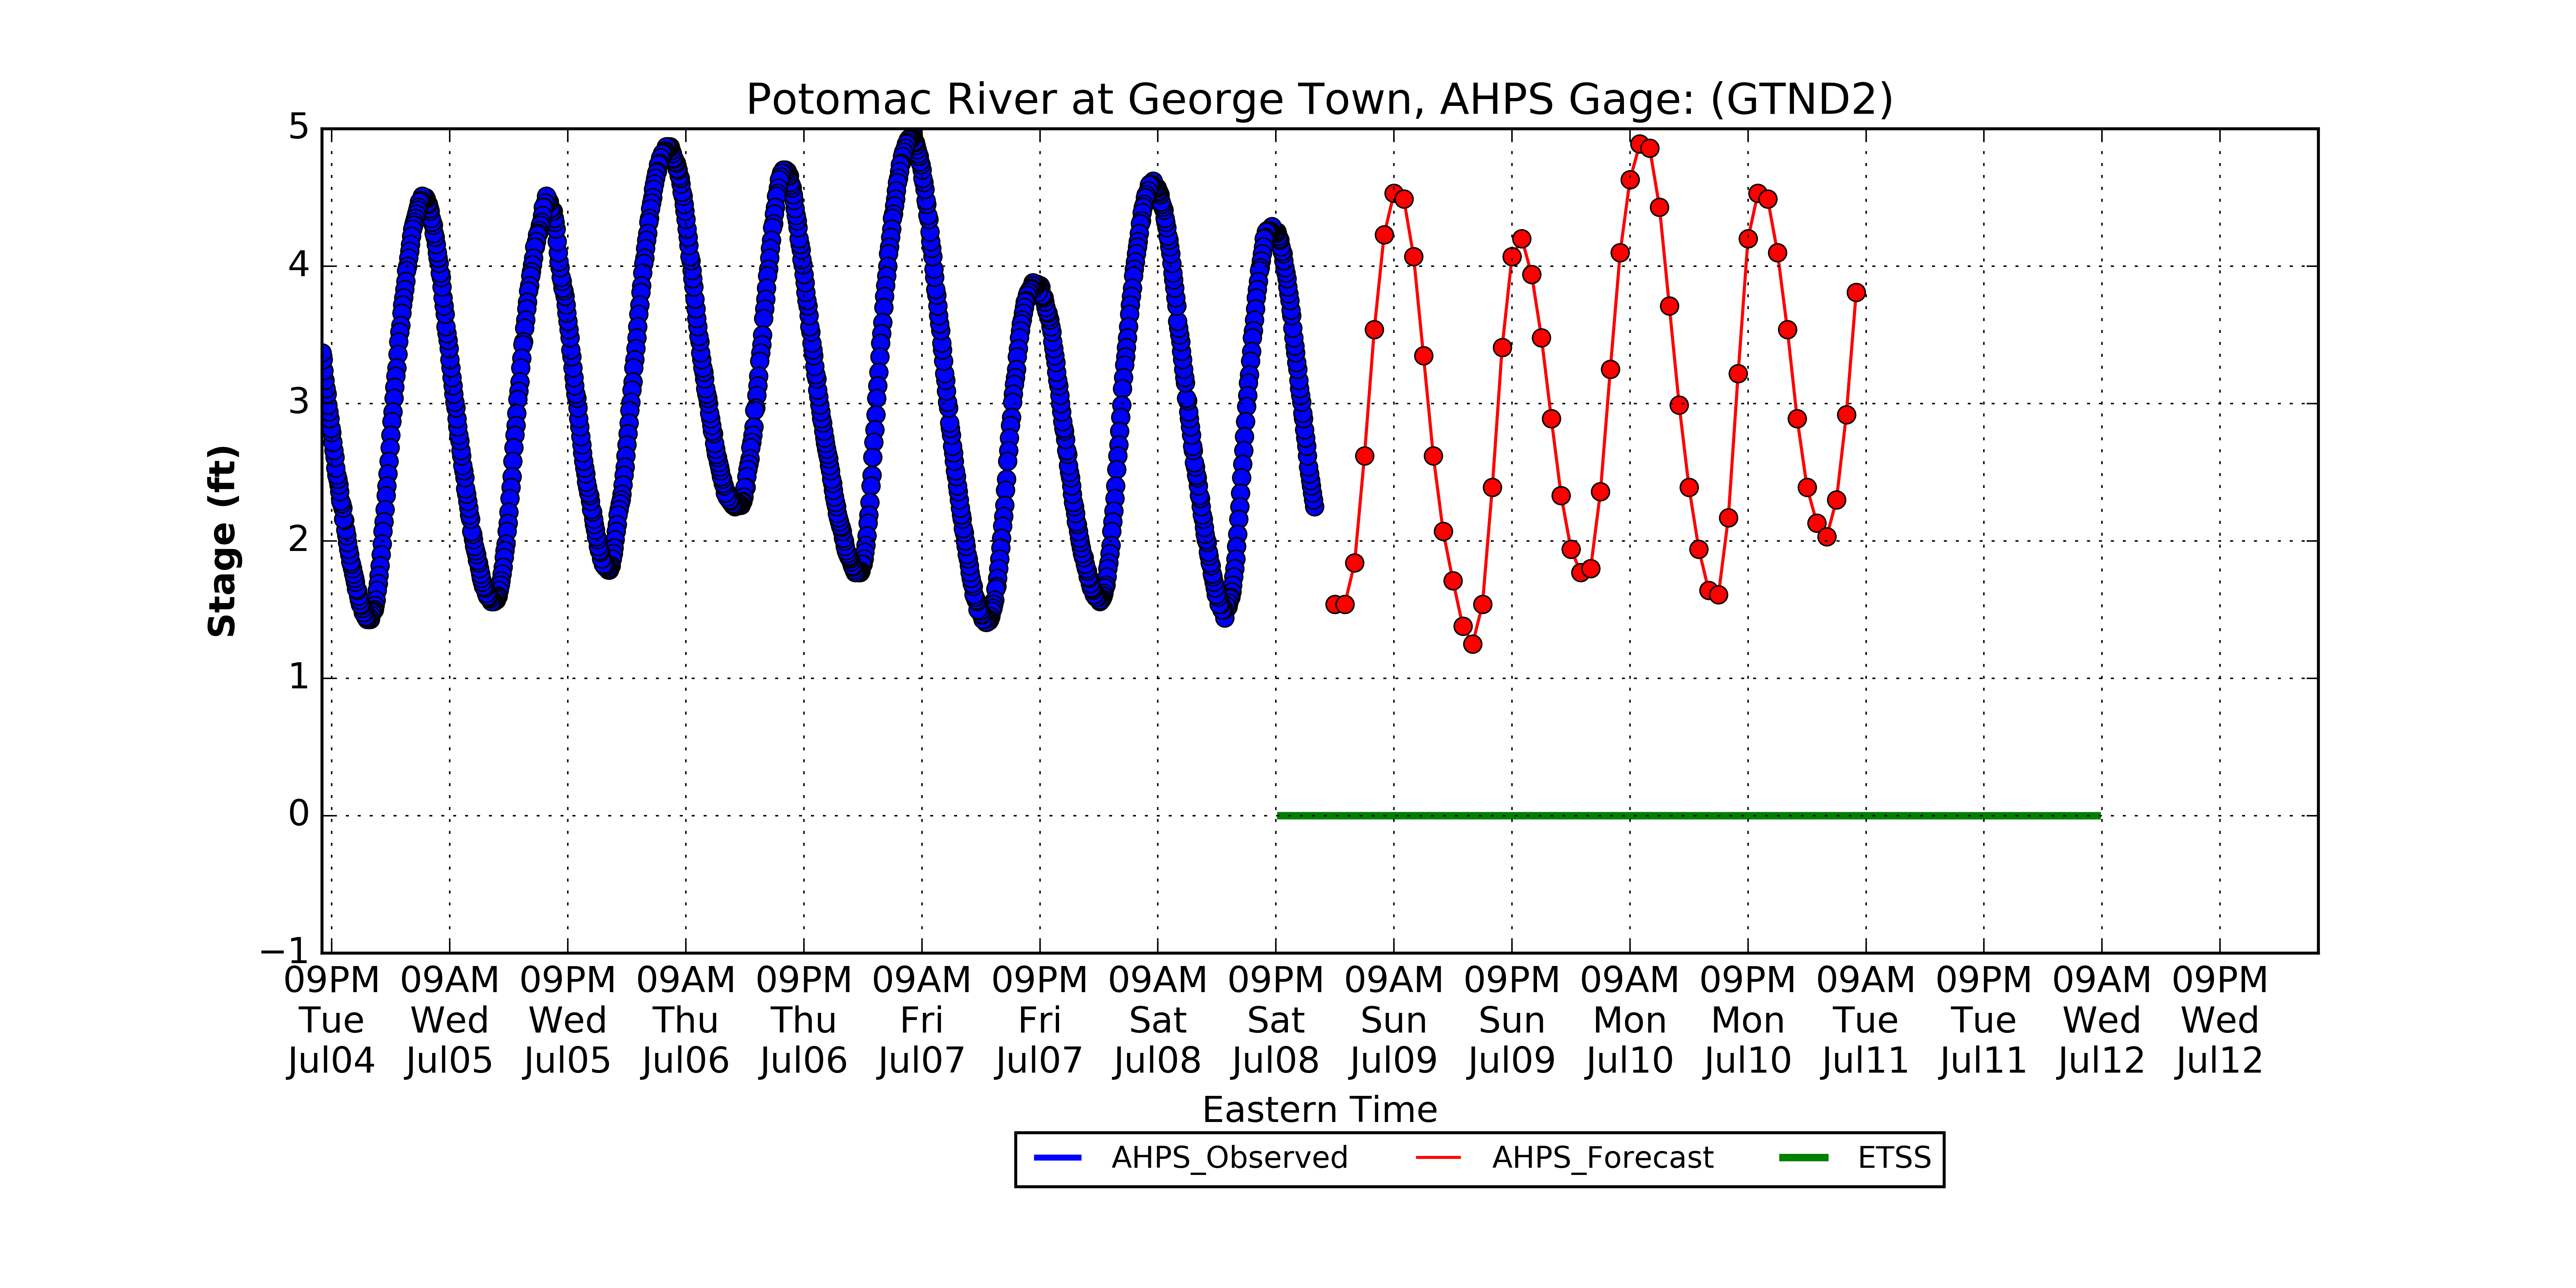 Potomac River at George Town, AHPS Gage: (GTND2)
5
4
3
2
1
0
−1
Stage (ft)
09PM 09AM 09PM 09AM 09PM 09AM 09PM 09AM 09PM 09AM 09PM 09AM 09PM 09AM 09PM 09AM 09PM
Tue Wed Wed Thu Thu Fri Fri Sat Sat Sun Sun Mon Mon Tue Tue Wed Wed
Jul04 Jul05 Jul05 Jul06 Jul06 Jul07 Jul07 Jul08 Jul08 Jul09 Jul09 Jul10 Jul10 Jul11 Jul11 Jul12 Jul12
Eastern Time
AHPS_Observed AHPS_Forecast ETSS